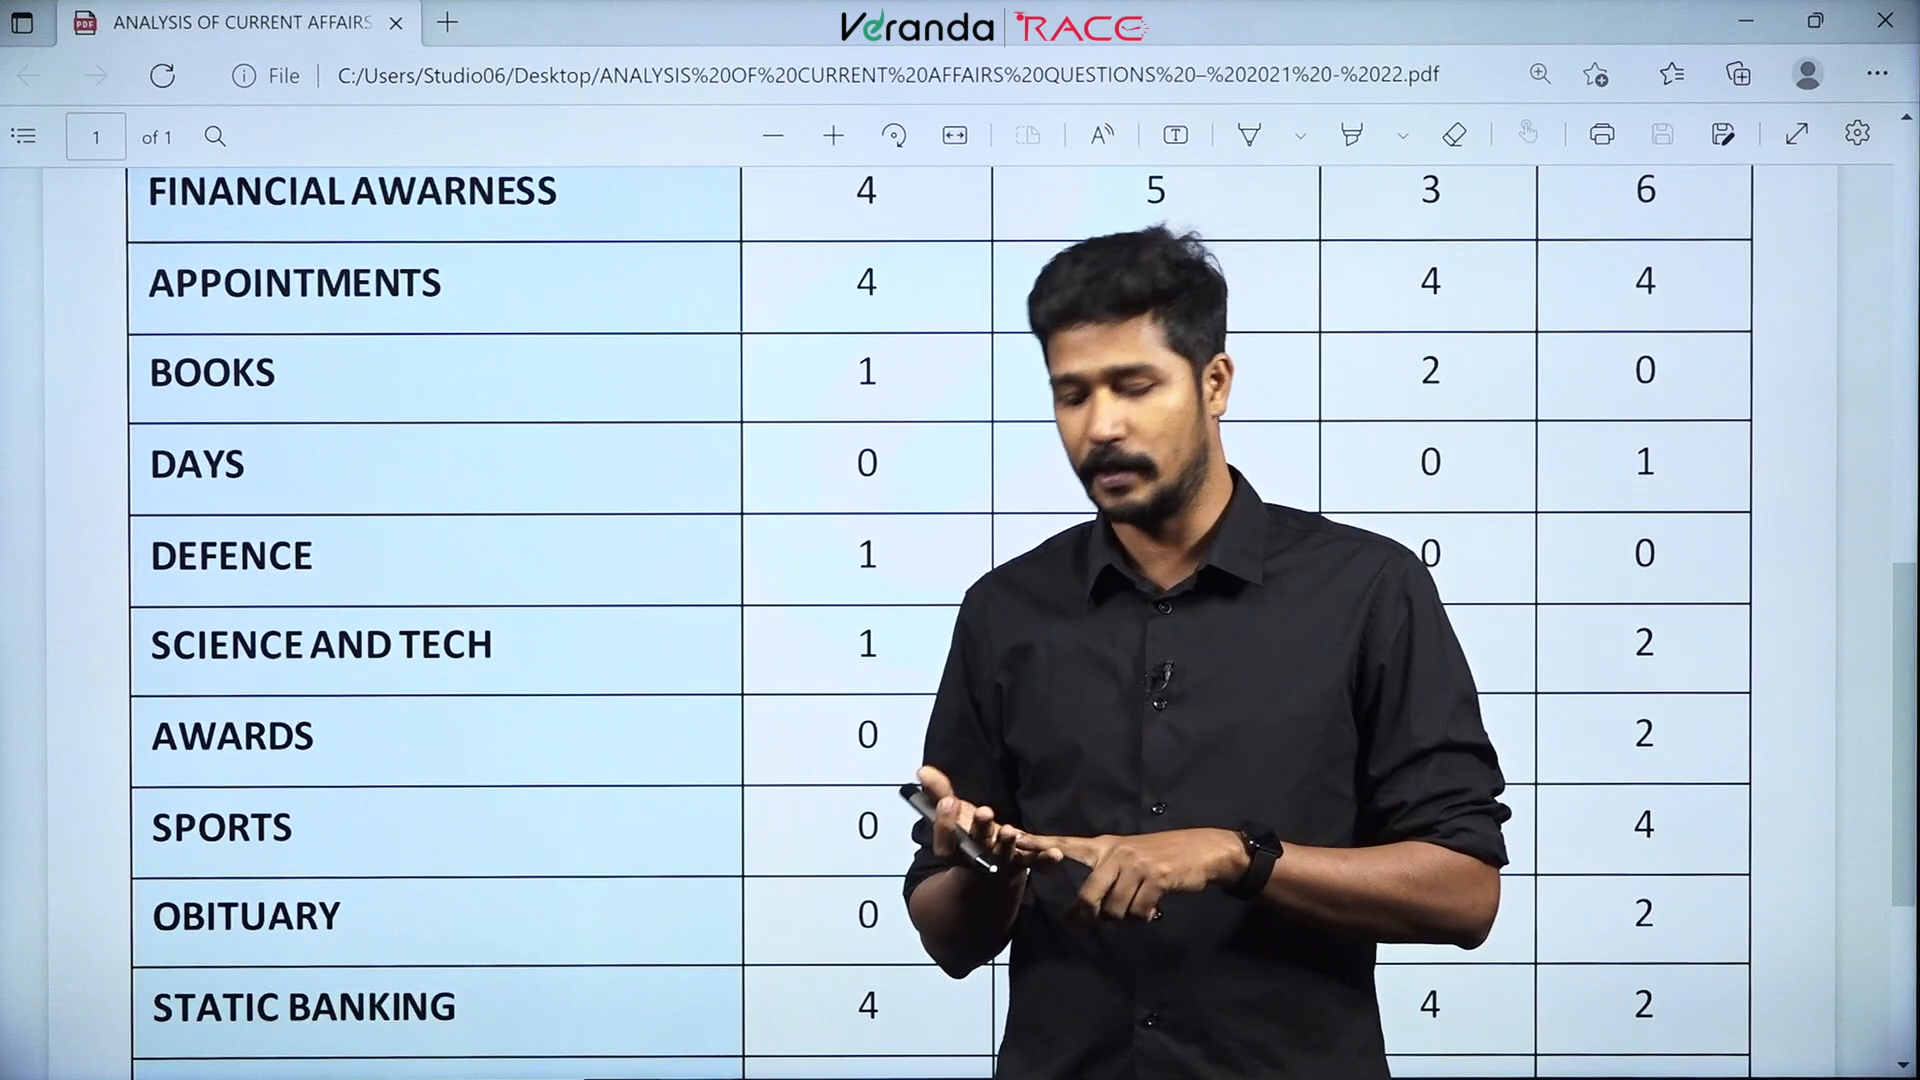 ANALYSIS OF CURRENT AFFAIRS
Veranda RACE
File C:/Users/Studio06/Desktop/ANALYSIS%20OF%20CURRENT%20AFFAIRS%20QUESTIONS%20–%202021%20-%2022.pdf
1 of 1
FINANCIAL AWARNESS 4 5 3 6
APPOINTMENTS 4 4 4
BOOKS 1 2 0
DAYS 0 0 1
DEFENCE 1 0 0
SCIENCE AND TECH 1 2
AWARDS 0 2
SPORTS 0 4
OBITUARY 0 2
STATIC BANKING 4 4 2